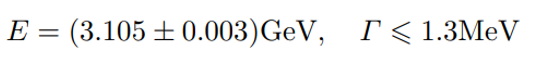 E = (3.105 ± 0.003)GeV, Γ ⩽ 1.3MeV